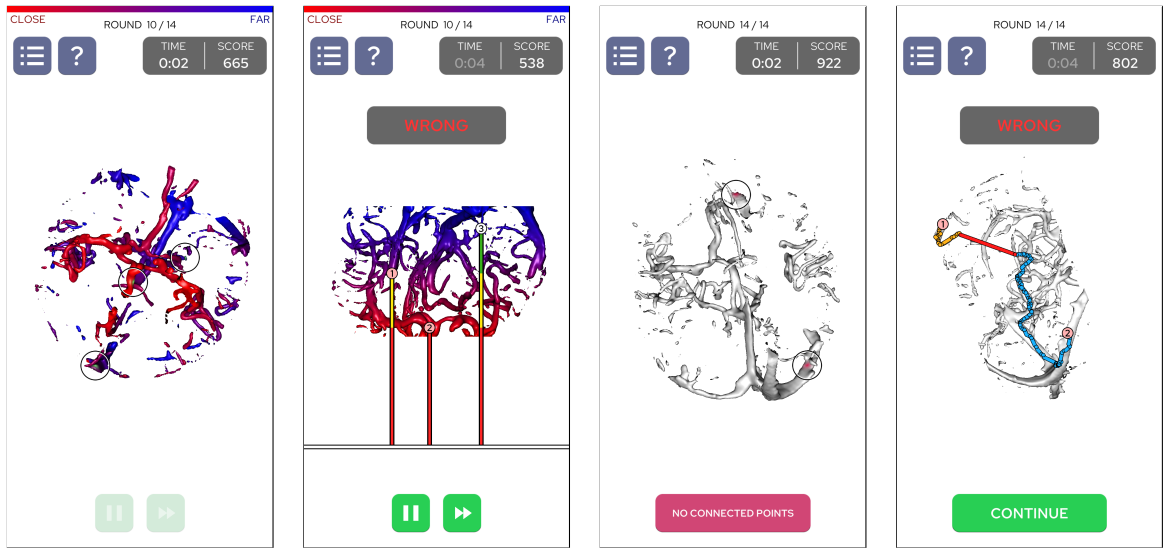 CLOSE
FAR
ROUND 10 / 14
?
TIME
SCORE
0:02
665
CLOSE
FAR
ROUND 10 / 14
?
TIME
SCORE
0:04
538
WRONG
1
2
3
ROUND 14 / 14
?
TIME
SCORE
0:02
922
NO CONNECTED POINTS
ROUND 14 / 14
?
TIME
SCORE
0:04
802
WRONG
1
2
CONTINUE